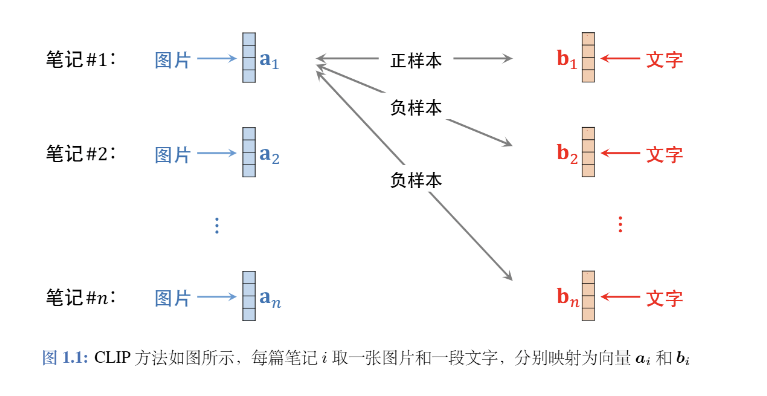 笔记#1： 图片 a₁ 正样本 b₁ 文字
负样本
笔记#2： 图片 a₂ b₂ 文字
负样本
⋮ ⋮
笔记#n： 图片 aₙ bₙ 文字
图 1.1: CLIP 方法如图所示，每篇笔记 i 取一张图片和一段文字，分别映射为向量 aᵢ 和 bᵢ